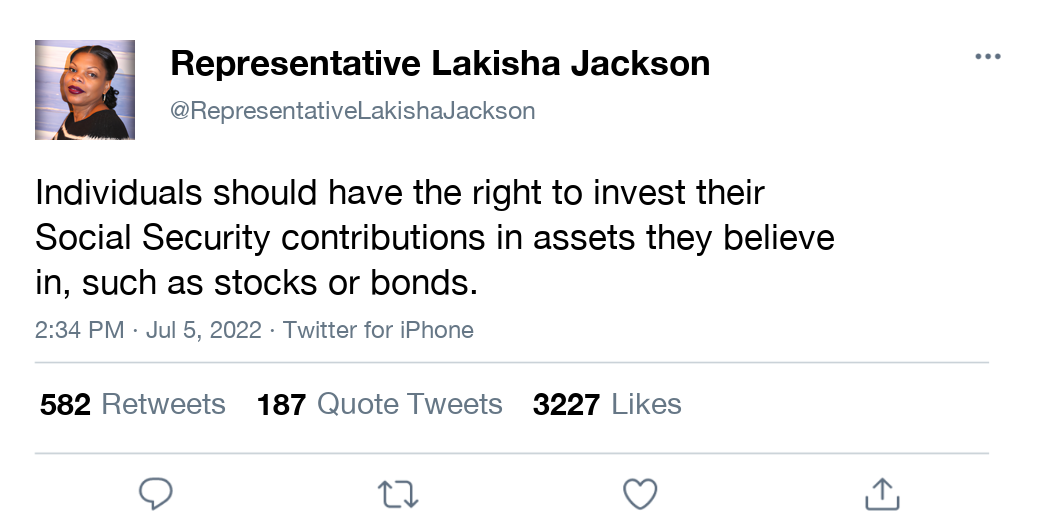 Representative Lakisha Jackson
@RepresentativeLakishaJackson
Individuals should have the right to invest their
Social Security contributions in assets they believe
in, such as stocks or bonds.
2:34 PM · Jul 5, 2022 · Twitter for iPhone
582 Retweets 187 Quote Tweets 3227 Likes